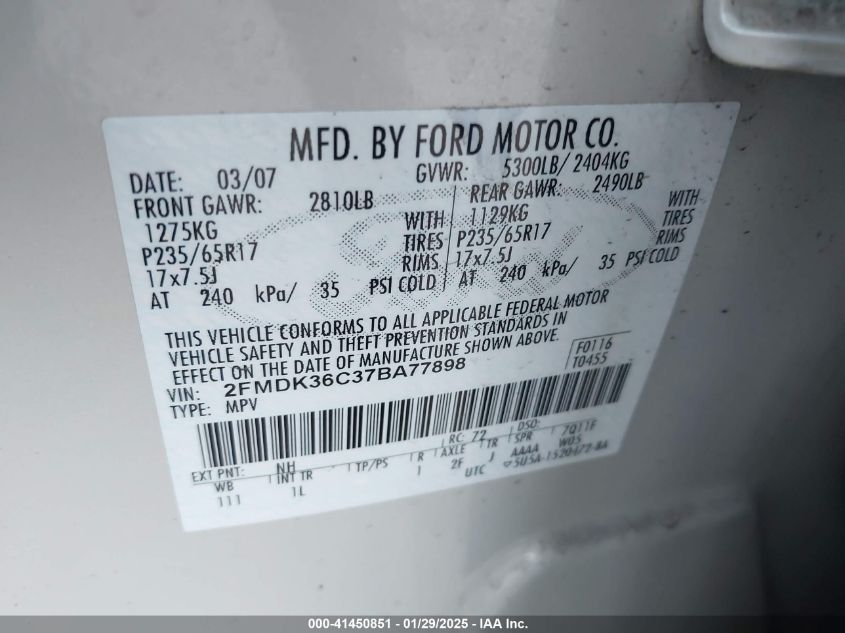 MFD. BY FORD MOTOR CO.
DATE: 03/07 GVWR: 5300LB/ 2404KG
FRONT GAWR: 2810LB REAR GAWR: 2490LB
1275KG WITH 1129KG WITH
P235/65R17 TIRES P235/65R17 TIRES
17x7.5J RIMS 17x7.5J RIMS
AT 240 kPa/ 35 PSI COLD AT 240 kPa/ 35 PSI COLD
THIS VEHICLE CONFORMS TO ALL APPLICABLE FEDERAL MOTOR
VEHICLE SAFETY AND THEFT PREVENTION STANDARDS IN
EFFECT ON THE DATE OF MANUFACTURE SHOWN ABOVE.
VIN: 2FMDK36C37BA77898 F0116
TYPE: MPV T0455
EXT PNT: NH RC: 72 DSO: 7Q11F
WB INT TR TP/PS R AXLE TR SPR W05
111 1L 1 2F J AAAA
UTC 5U5A-1520472-BA
000-41450851 - 01/29/2025 - IAA Inc.